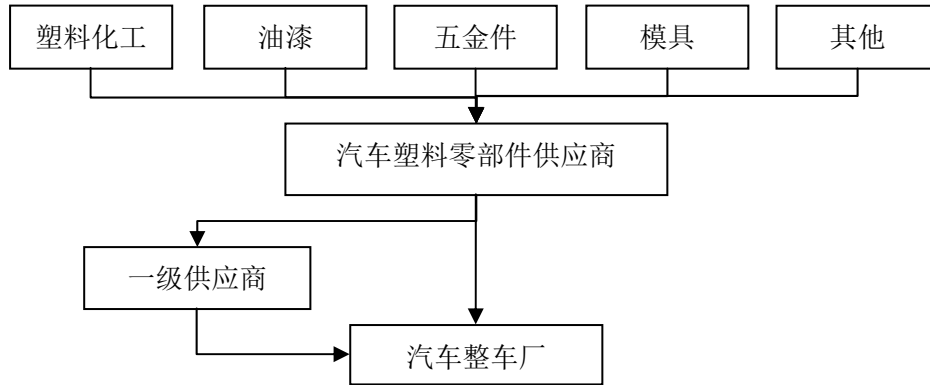 塑料化工
油漆
五金件
模具
其他
汽车塑料零部件供应商
一级供应商
汽车整车厂